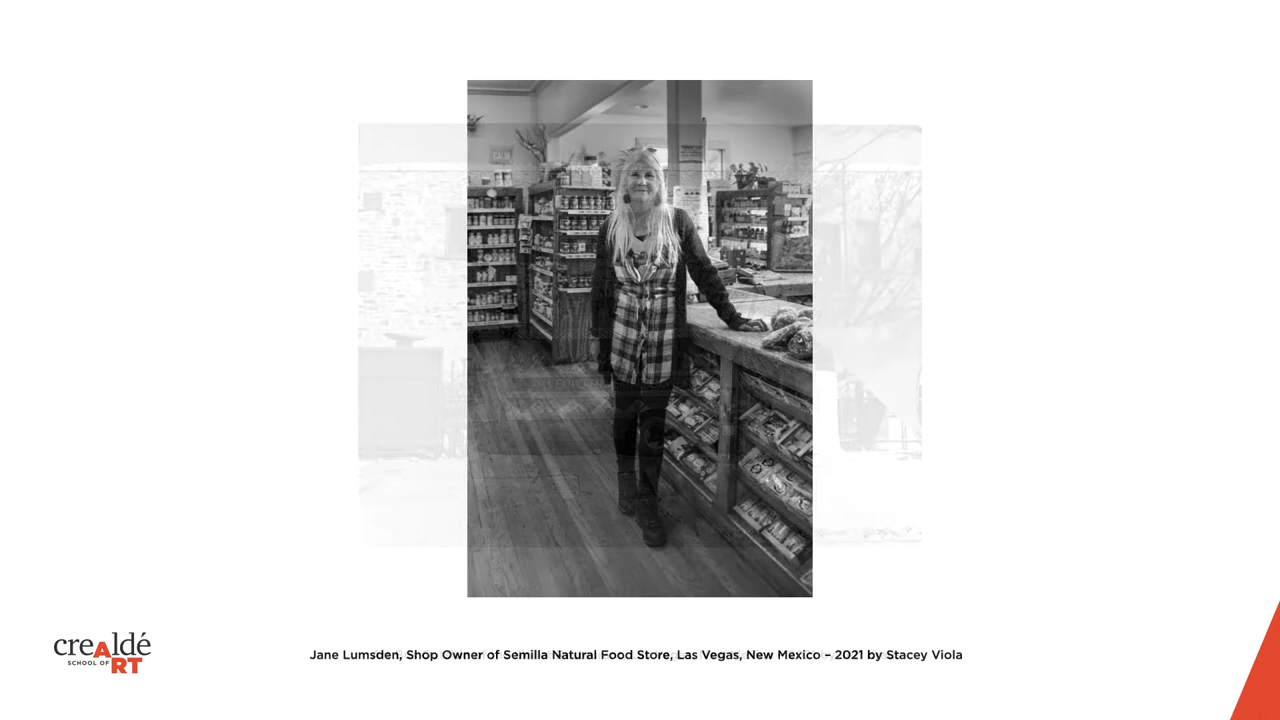 creAldé
SCHOOL OF ART
Jane Lumsden, Shop Owner of Semilla Natural Food Store, Las Vegas, New Mexico – 2021 by Stacey Viola